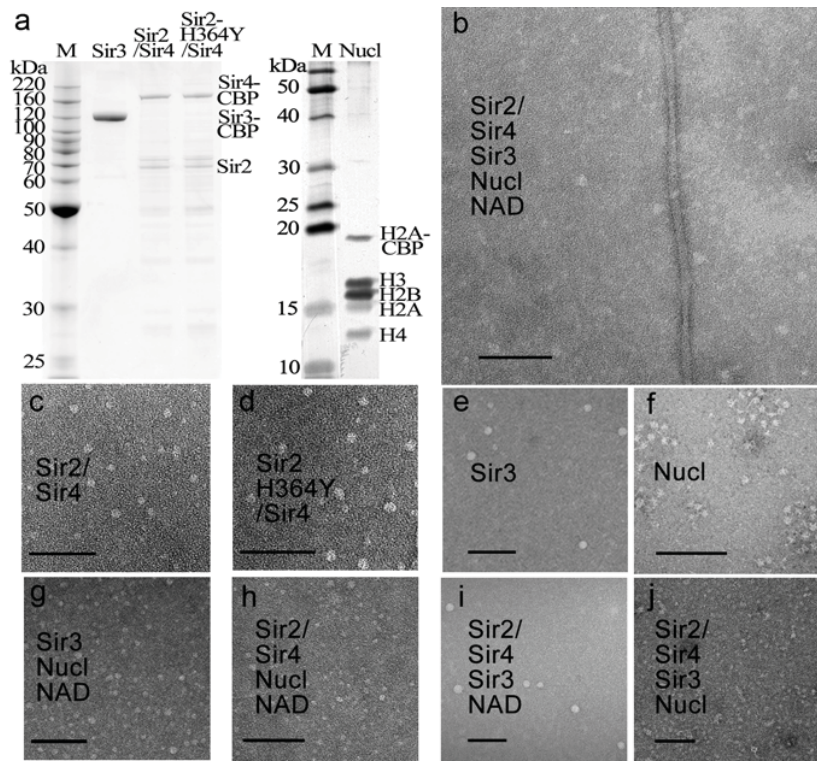 a
M Sir3 Sir2/Sir4 Sir2-H364Y/Sir4
kDa
220
160
120
100
90
80
70
60
50
40
30
25
Sir4-CBP
Sir3-CBP
Sir2
M Nucl
kDa
50
40
30
25
20
15
10
H2A-CBP
H3
H2B
H2A
H4
b
Sir2/
Sir4
Sir3
Nucl
NAD
c
Sir2/
Sir4
d
Sir2
H364Y
/Sir4
e
Sir3
f
Nucl
g
Sir3
Nucl
NAD
h
Sir2/
Sir4
Nucl
NAD
i
Sir2/
Sir4
Sir3
NAD
j
Sir2/
Sir4
Sir3
Nucl